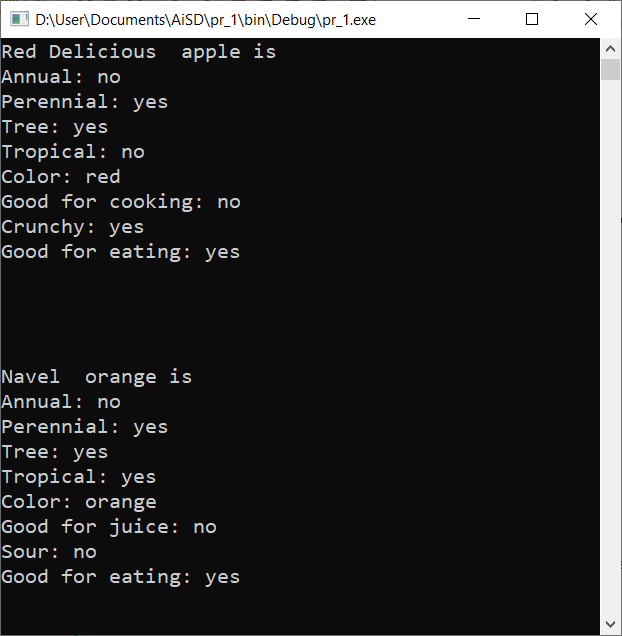 D:\User\Documents\AiSD\pr_1\bin\Debug\pr_1.exe
Red Delicious  apple is
Annual: no
Perennial: yes
Tree: yes
Tropical: no
Color: red
Good for cooking: no
Crunchy: yes
Good for eating: yes
Navel  orange is
Annual: no
Perennial: yes
Tree: yes
Tropical: yes
Color: orange
Good for juice: no
Sour: no
Good for eating: yes